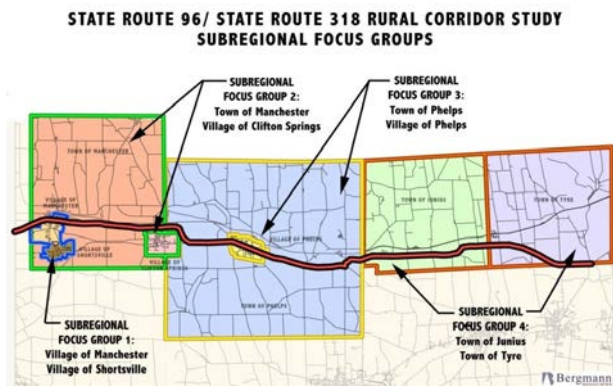 STATE ROUTE 96/ STATE ROUTE 318 RURAL CORRIDOR STUDY
SUBREGIONAL FOCUS GROUPS
SUBREGIONAL
FOCUS GROUP 2:
Town of Manchester
Village of Clifton Springs
SUBREGIONAL
FOCUS GROUP 3:
Town of Phelps
Village of Phelps
TOWN OF MANCHESTER
VILLAGE OF
MANCHESTER
TOWN OF JUNIUS
TOWN OF TYRE
VILLAGE OF PHELPS
VILLAGE OF
SHORTSVILLE
VILLAGE OF
CLIFTON SPRINGS
TOWN OF PHELPS
SUBREGIONAL
FOCUS GROUP 1:
Village of Manchester
Village of Shortsville
SUBREGIONAL
FOCUS GROUP 4:
Town of Junius
Town of Tyre
Bergmann